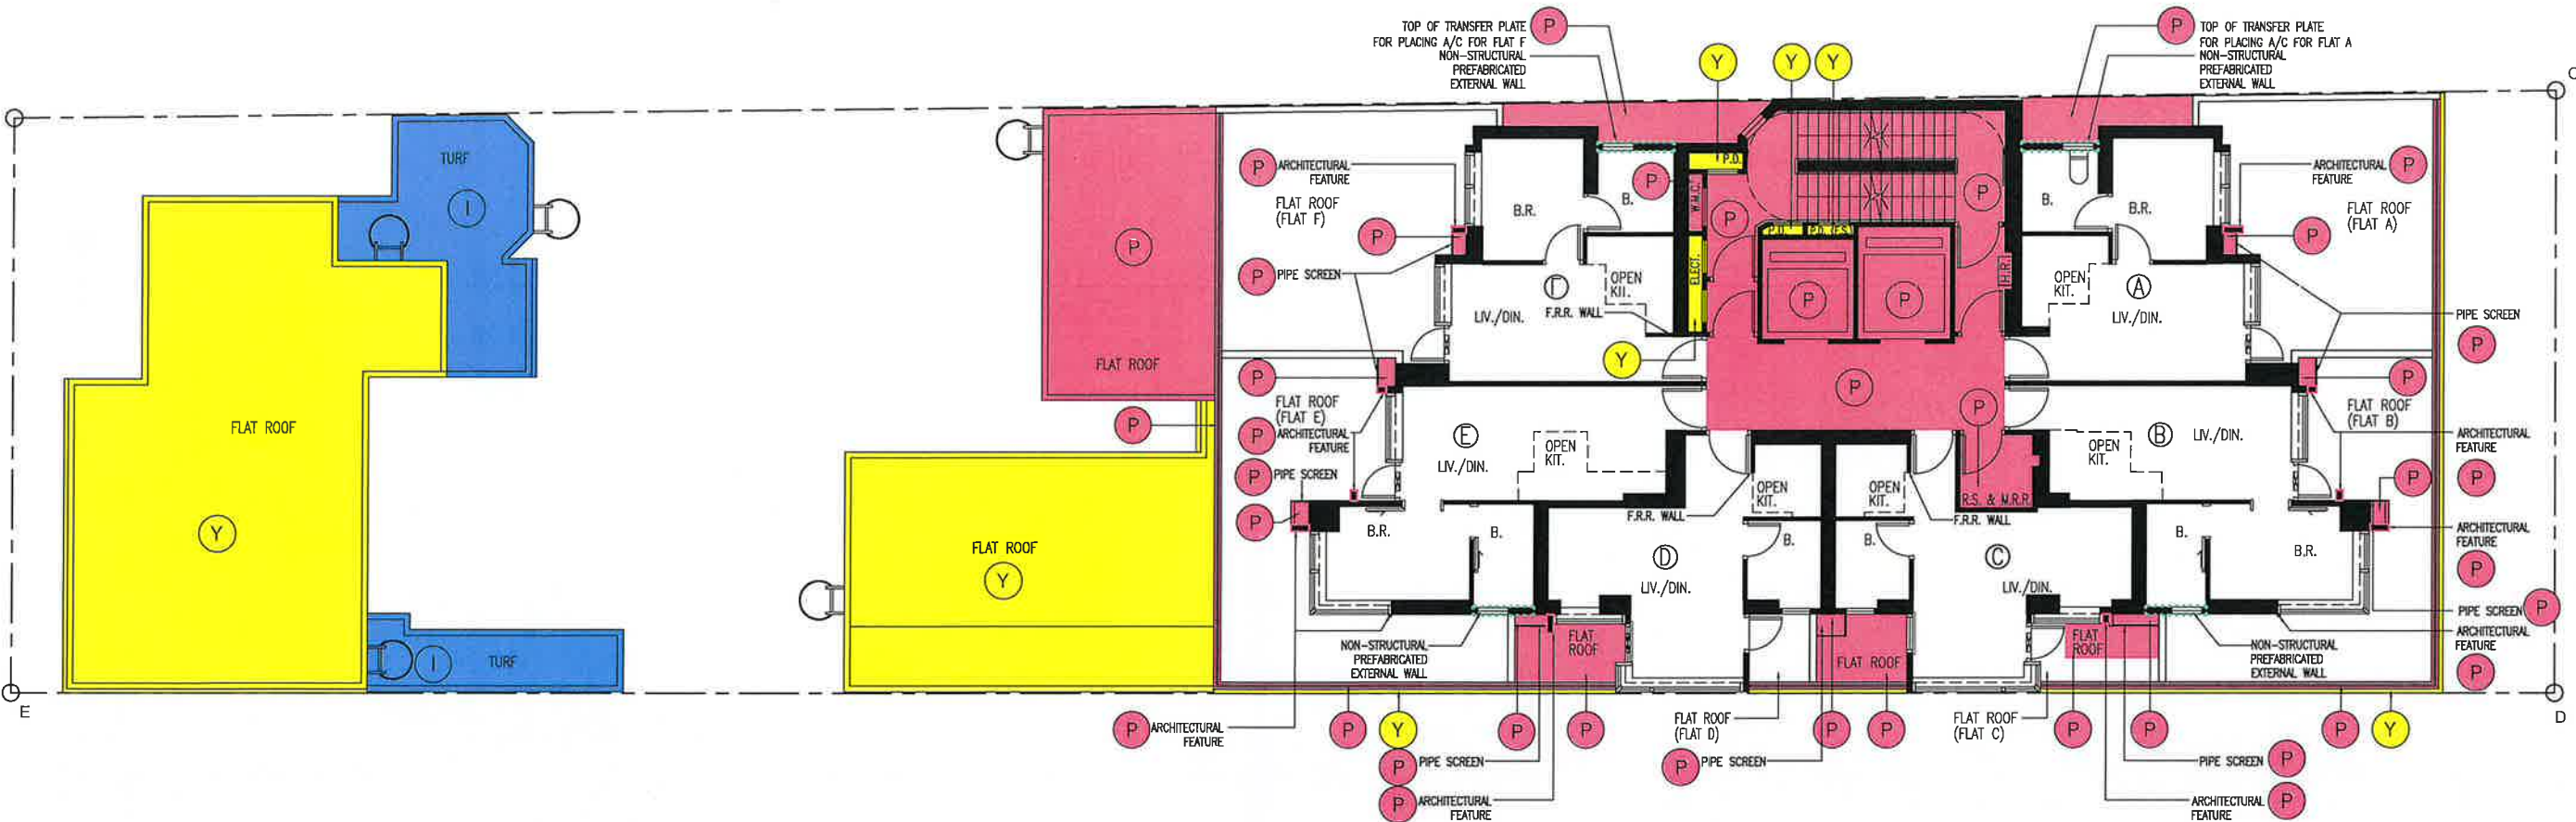 TOP OF TRANSFER PLATE
FOR PLACING A/C FOR FLAT F
P
NON-STRUCTURAL
PREFABRICATED
EXTERNAL WALL
Y
Y
Y
P
TOP OF TRANSFER PLATE
FOR PLACING A/C FOR FLAT A
NON-STRUCTURAL
PREFABRICATED
EXTERNAL WALL
TURF
I
FLAT ROOF
Y
I
TURF
E
P
FLAT ROOF
FLAT ROOF
Y
P
ARCHITECTURAL
FEATURE
FLAT ROOF
(FLAT F)
P
P
PIPE SCREEN
P
FLAT ROOF
(FLAT E)
P
P
ARCHITECTURAL
FEATURE
P
PIPE SCREEN
P
B.R.
B.
P
W.M.C.
P.D.
P
ELECT.
P.D.
P.D. (FS)
P
P
P
H.R.
LIV./DIN.
OPEN
KIT.
F.R.R. WALL
Y
P
P
R.S. & M.R.R.
E
LIV./DIN.
OPEN
KIT.
B.R.
B.
D
LIV./DIN.
OPEN
KIT.
F.R.R. WALL
B.
OPEN
KIT.
F.R.R. WALL
B.
C
LIV./DIN.
B.
B.R.
OPEN
KIT.
A
LIV./DIN.
B
LIV./DIN.
OPEN
KIT.
B.
B.R.
ARCHITECTURAL
FEATURE
P
FLAT ROOF
(FLAT A)
P
PIPE SCREEN
P
P
FLAT ROOF
(FLAT B)
ARCHITECTURAL
FEATURE
P
P
ARCHITECTURAL
FEATURE
P
PIPE SCREEN
P
ARCHITECTURAL
FEATURE
P
D
NON-STRUCTURAL
PREFABRICATED
EXTERNAL WALL
FLAT
ROOF
FLAT ROOF
FLAT
ROOF
NON-STRUCTURAL
PREFABRICATED
EXTERNAL WALL
P
ARCHITECTURAL
FEATURE
P
Y
P
P
FLAT ROOF
(FLAT D)
P
P
FLAT ROOF
(FLAT C)
P
P
P
Y
P
PIPE SCREEN
P
PIPE SCREEN
PIPE SCREEN
P
P
ARCHITECTURAL
FEATURE
ARCHITECTURAL
FEATURE
P